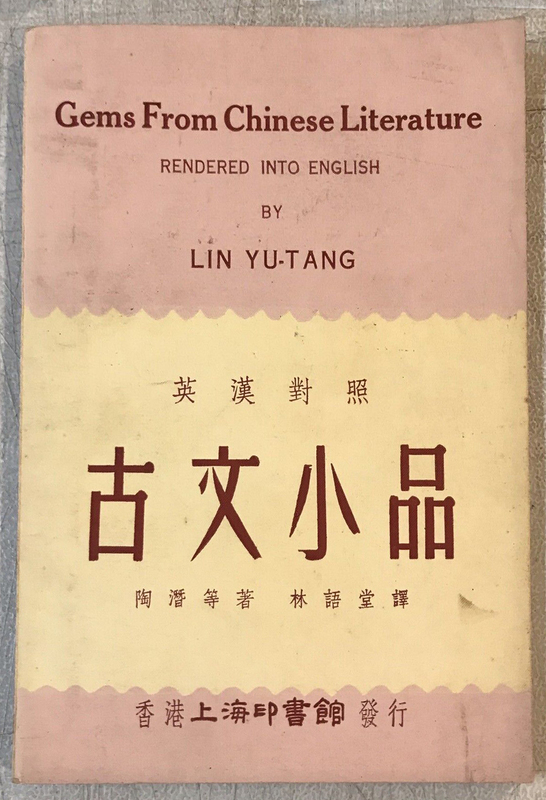 Gems From Chinese Literature
RENDERED INTO ENGLISH
BY
LIN YU-TANG
英漢對照
古文小品
陶潛等著 林語堂譯
香港上海印書館發行